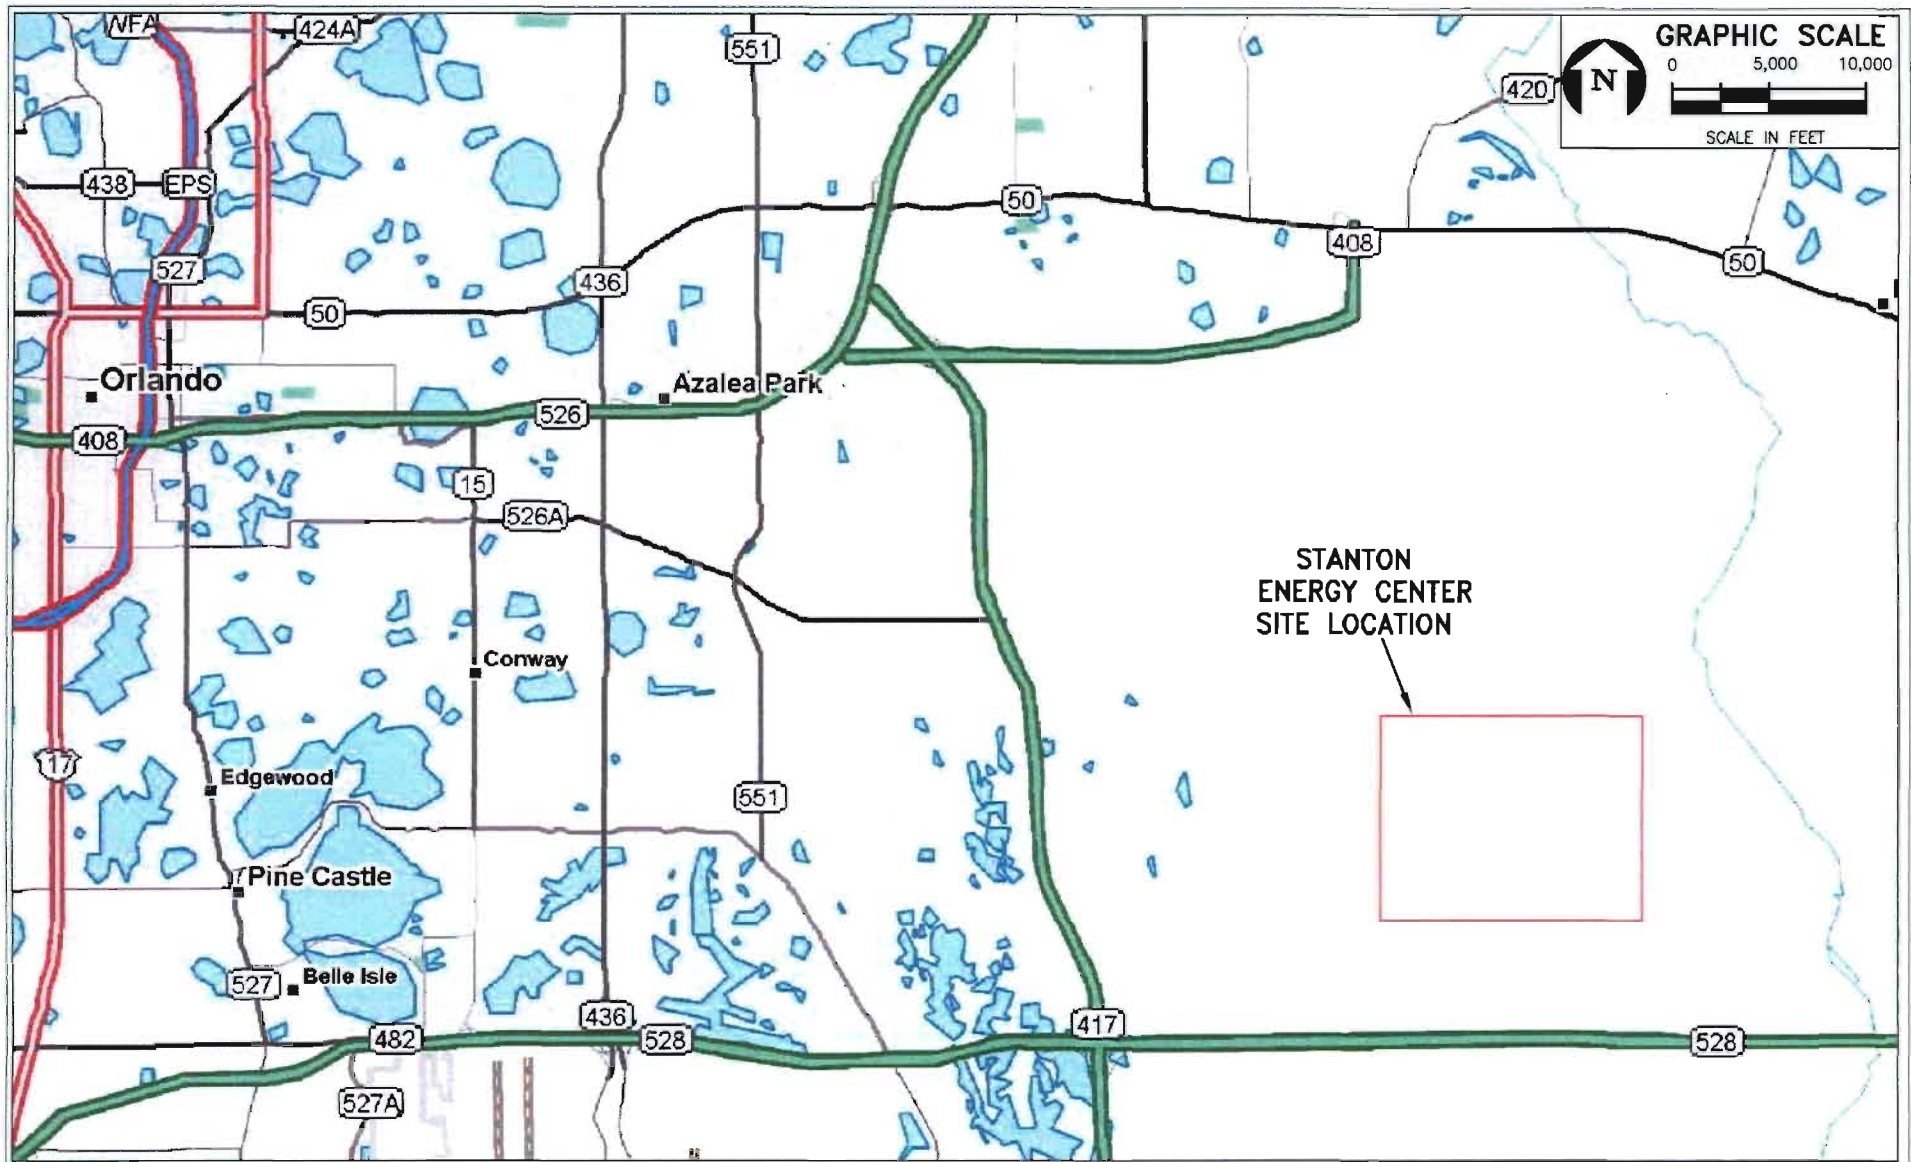 424A
551
GRAPHIC SCALE
0 5,000 10,000
N
SCALE IN FEET
420
438
EPS
50
408
527
436
50
50
Orlando
Azalea Park
408
526
15
526A
STANTON
ENERGY CENTER
SITE LOCATION
Conway
17
Edgewood
551
Pine Castle
527
Belle Isle
436
417
482
528
528
527A